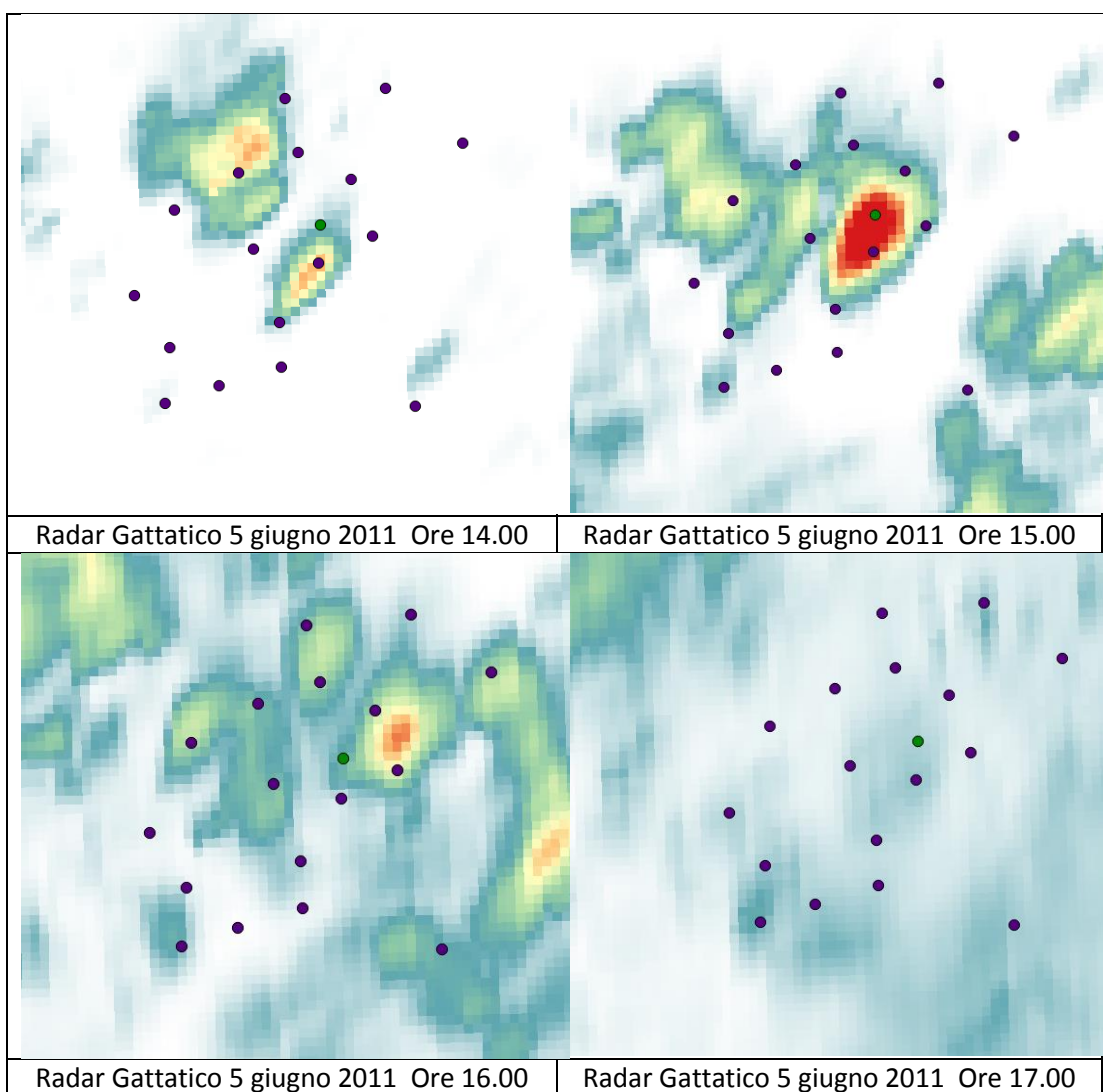 Radar Gattatico 5 giugno 2011  Ore 14.00
Radar Gattatico 5 giugno 2011  Ore 15.00
Radar Gattatico 5 giugno 2011  Ore 16.00
Radar Gattatico 5 giugno 2011  Ore 17.00